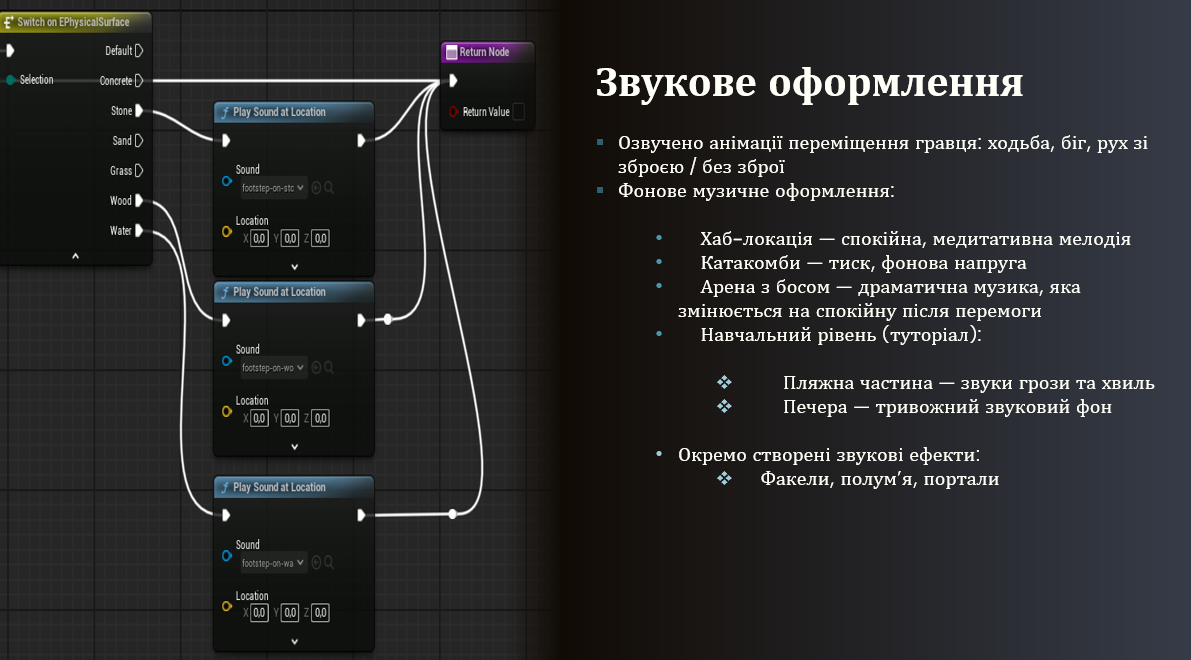 Switch on EPhysicalSurface
Default
Selection
Concrete
Stone
Sand
Grass
Wood
Water
Play Sound at Location
Sound
footstep-on-stc
Location
X 0,0 Y 0,0 Z 0,0
Play Sound at Location
Sound
footstep-on-wo
Location
X 0,0 Y 0,0 Z 0,0
Play Sound at Location
Sound
footstep-on-wa
Location
X 0,0 Y 0,0 Z 0,0
Return Node
Return Value
Звукове оформлення
Озвучено анімації переміщення гравця: ходьба, біг, рух зі
зброєю / без зброї
Фонове музичне оформлення:
Хаб-локація — спокійна, медитативна мелодія
Катакомби — тиск, фонова напруга
Арена з босом — драматична музика, яка
змінюється на спокійну після перемоги
Навчальний рівень (туторіал):
Пляжна частина — звуки грози та хвиль
Печера — тривожний звуковий фон
Окремо створені звукові ефекти:
Факели, полум’я, портали